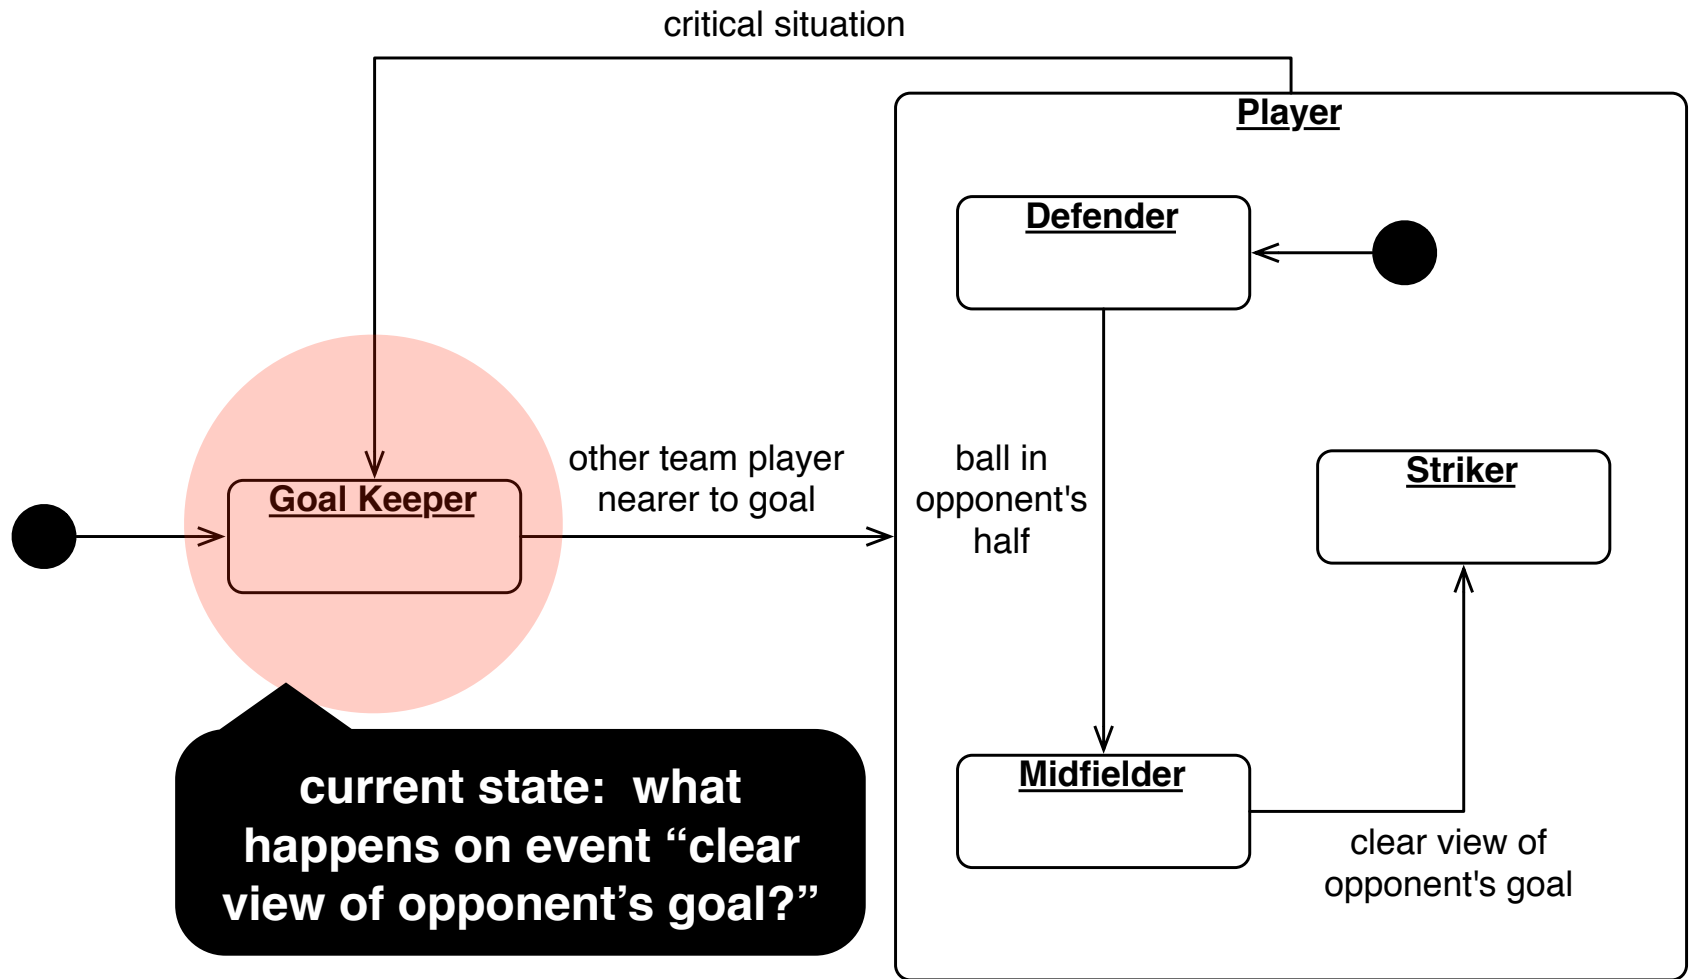 critical situation
Player
Defender
other team player
nearer to goal
ball in
opponent's
half
Striker
Goal Keeper
Midfielder
clear view of
opponent's goal
current state:  what
happens on event “clear
view of opponent’s goal?”